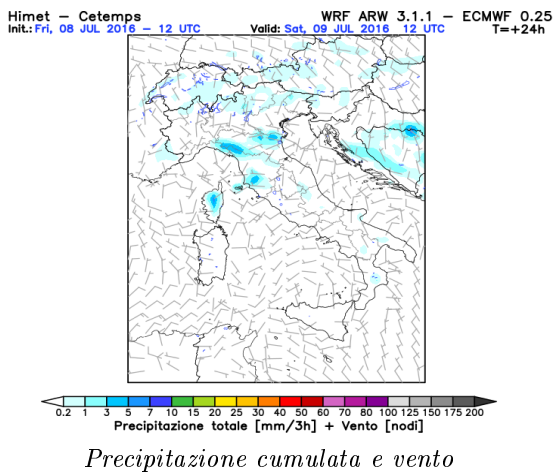 Himet – Cetemps WRF ARW 3.1.1 – ECMWF 0.25
Init.: Fri, 08 JUL 2016 – 12 UTC Valid: Sat, 09 JUL 2016 12 UTC T=+24h
0.2 1 3 5 7 10 15 20 25 30 40 50 60 70 80 100 125 150 175 200
Precipitazione totale [mm/3h] + Vento [nodi]
Precipitazione cumulata e vento